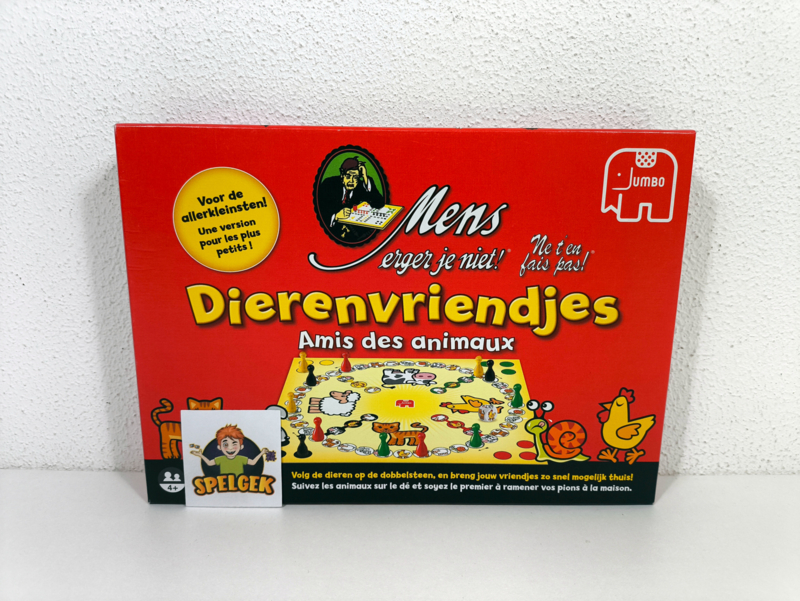 Voor de
allerkleinsten!
Une version
pour les plus
petits !
Mens
erger je niet!®
Ne t'en
fais pas!®
JUMBO
Dierenvriendjes
Amis des animaux
4+
SPELGEK
Volg de dieren op de dobbelsteen, en breng jouw vriendjes zo snel mogelijk thuis!
Suivez les animaux sur le dé et soyez le premier à ramener vos pions à la maison.